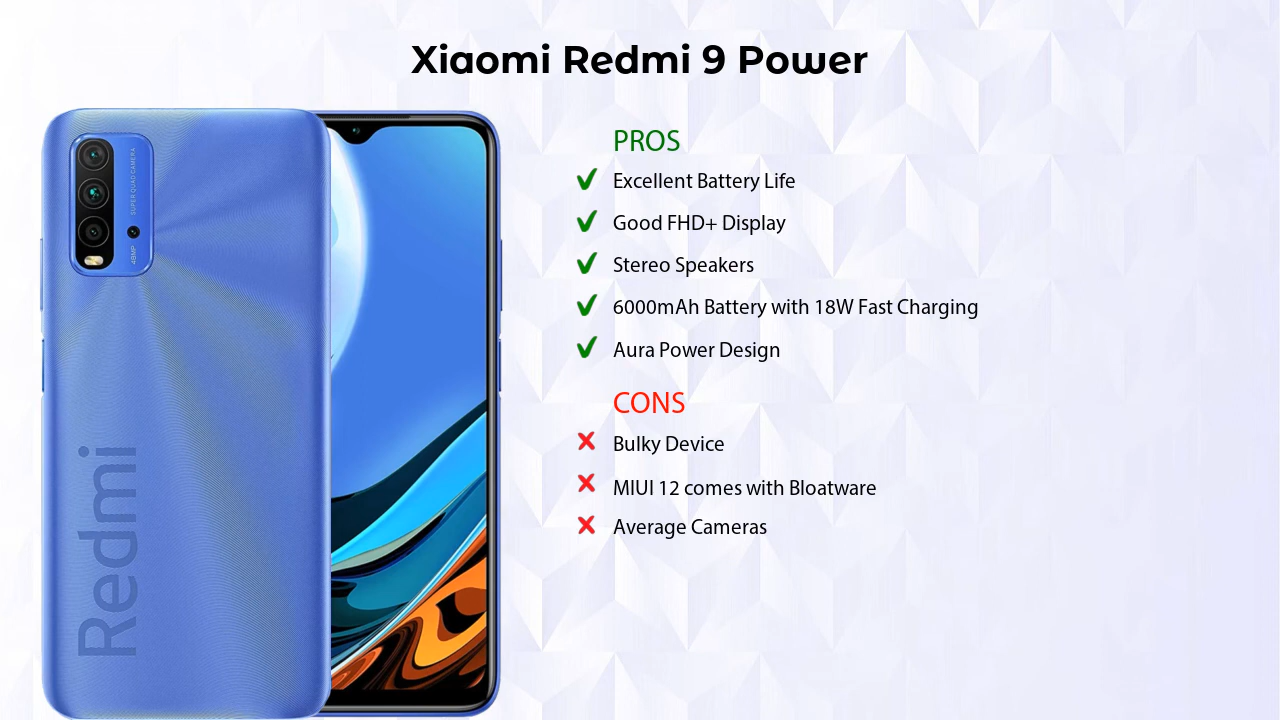 Xiaomi Redmi 9 Power
SUPER QUAD CAMERA
48MP
Redmi
PROS
Excellent Battery Life
Good FHD+ Display
Stereo Speakers
6000mAh Battery with 18W Fast Charging
Aura Power Design
CONS
Bulky Device
MIUI 12 comes with Bloatware
Average Cameras